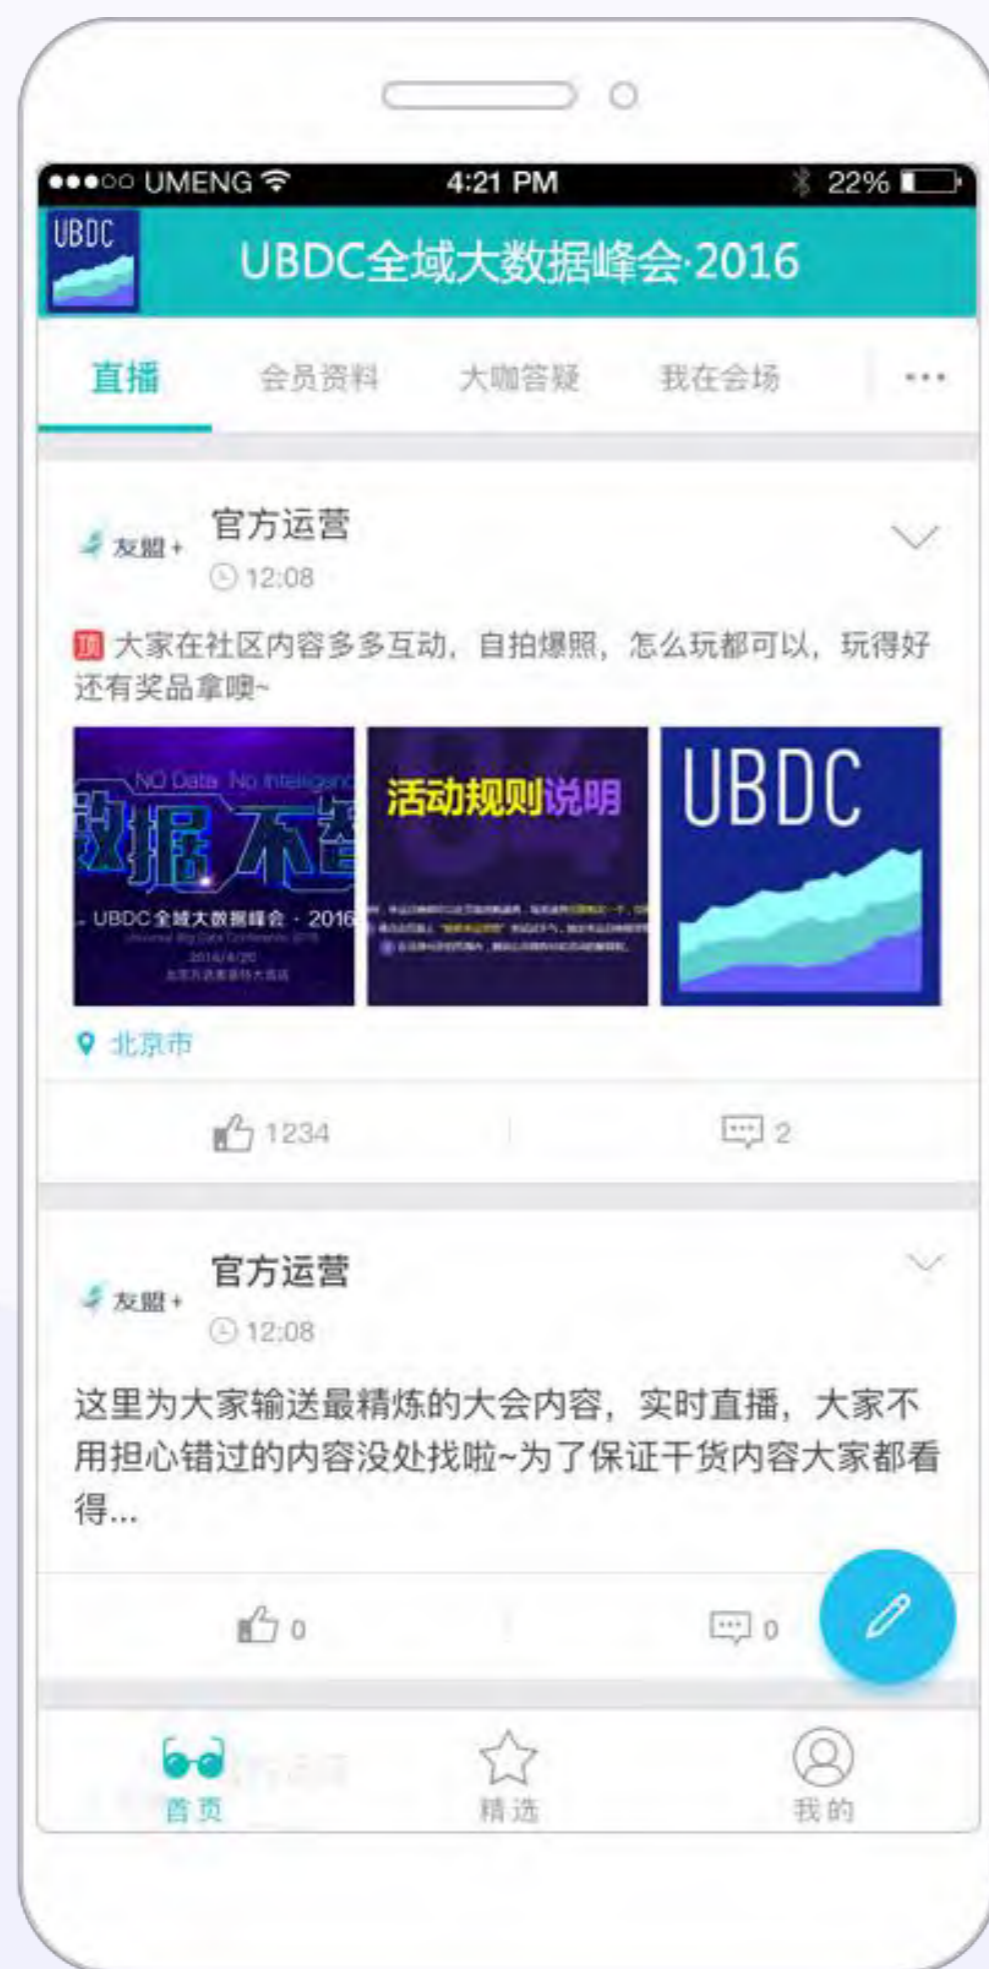 UMENG 4:21 PM 22%
UBDC
UBDC全域大数据峰会·2016
直播 会员资料 大咖答疑 我在会场 ...
友盟+ 官方运营
12:08
顶 大家在社区内容多多互动，自拍爆照，怎么玩都可以，玩得好
还有奖品拿噢~
NO Data No Intelligenc
数据 不
UBDC全域大数据峰会 · 2016
活动规则说明
UBDC
北京市
1234 2
友盟+ 官方运营
12:08
这里为大家输送最精炼的大会内容，实时直播，大家不
用担心错过的内容没处找啦~为了保证干货内容大家都看
得...
0 0
首页 精选 我的